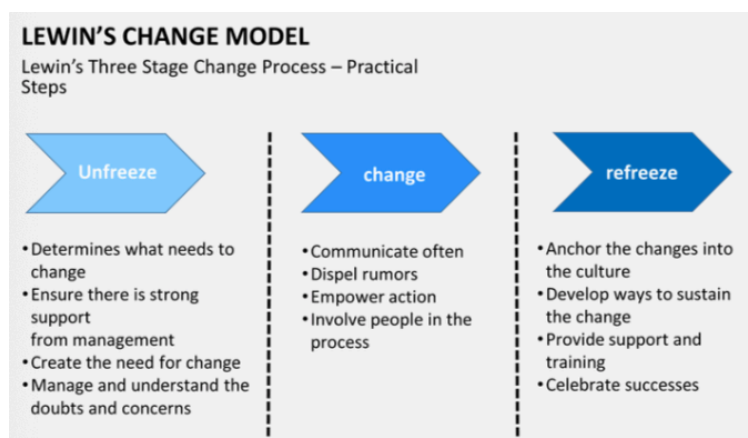 LEWIN'S CHANGE MODEL
Lewin's Three Stage Change Process – Practical
Steps
Unfreeze
• Determines what needs to
change
• Ensure there is strong
support
from management
• Create the need for change
• Manage and understand the
doubts and concerns
change
• Communicate often
• Dispel rumors
• Empower action
• Involve people in the
process
refreeze
• Anchor the changes into
the culture
• Develop ways to sustain
the change
• Provide support and
training
• Celebrate successes